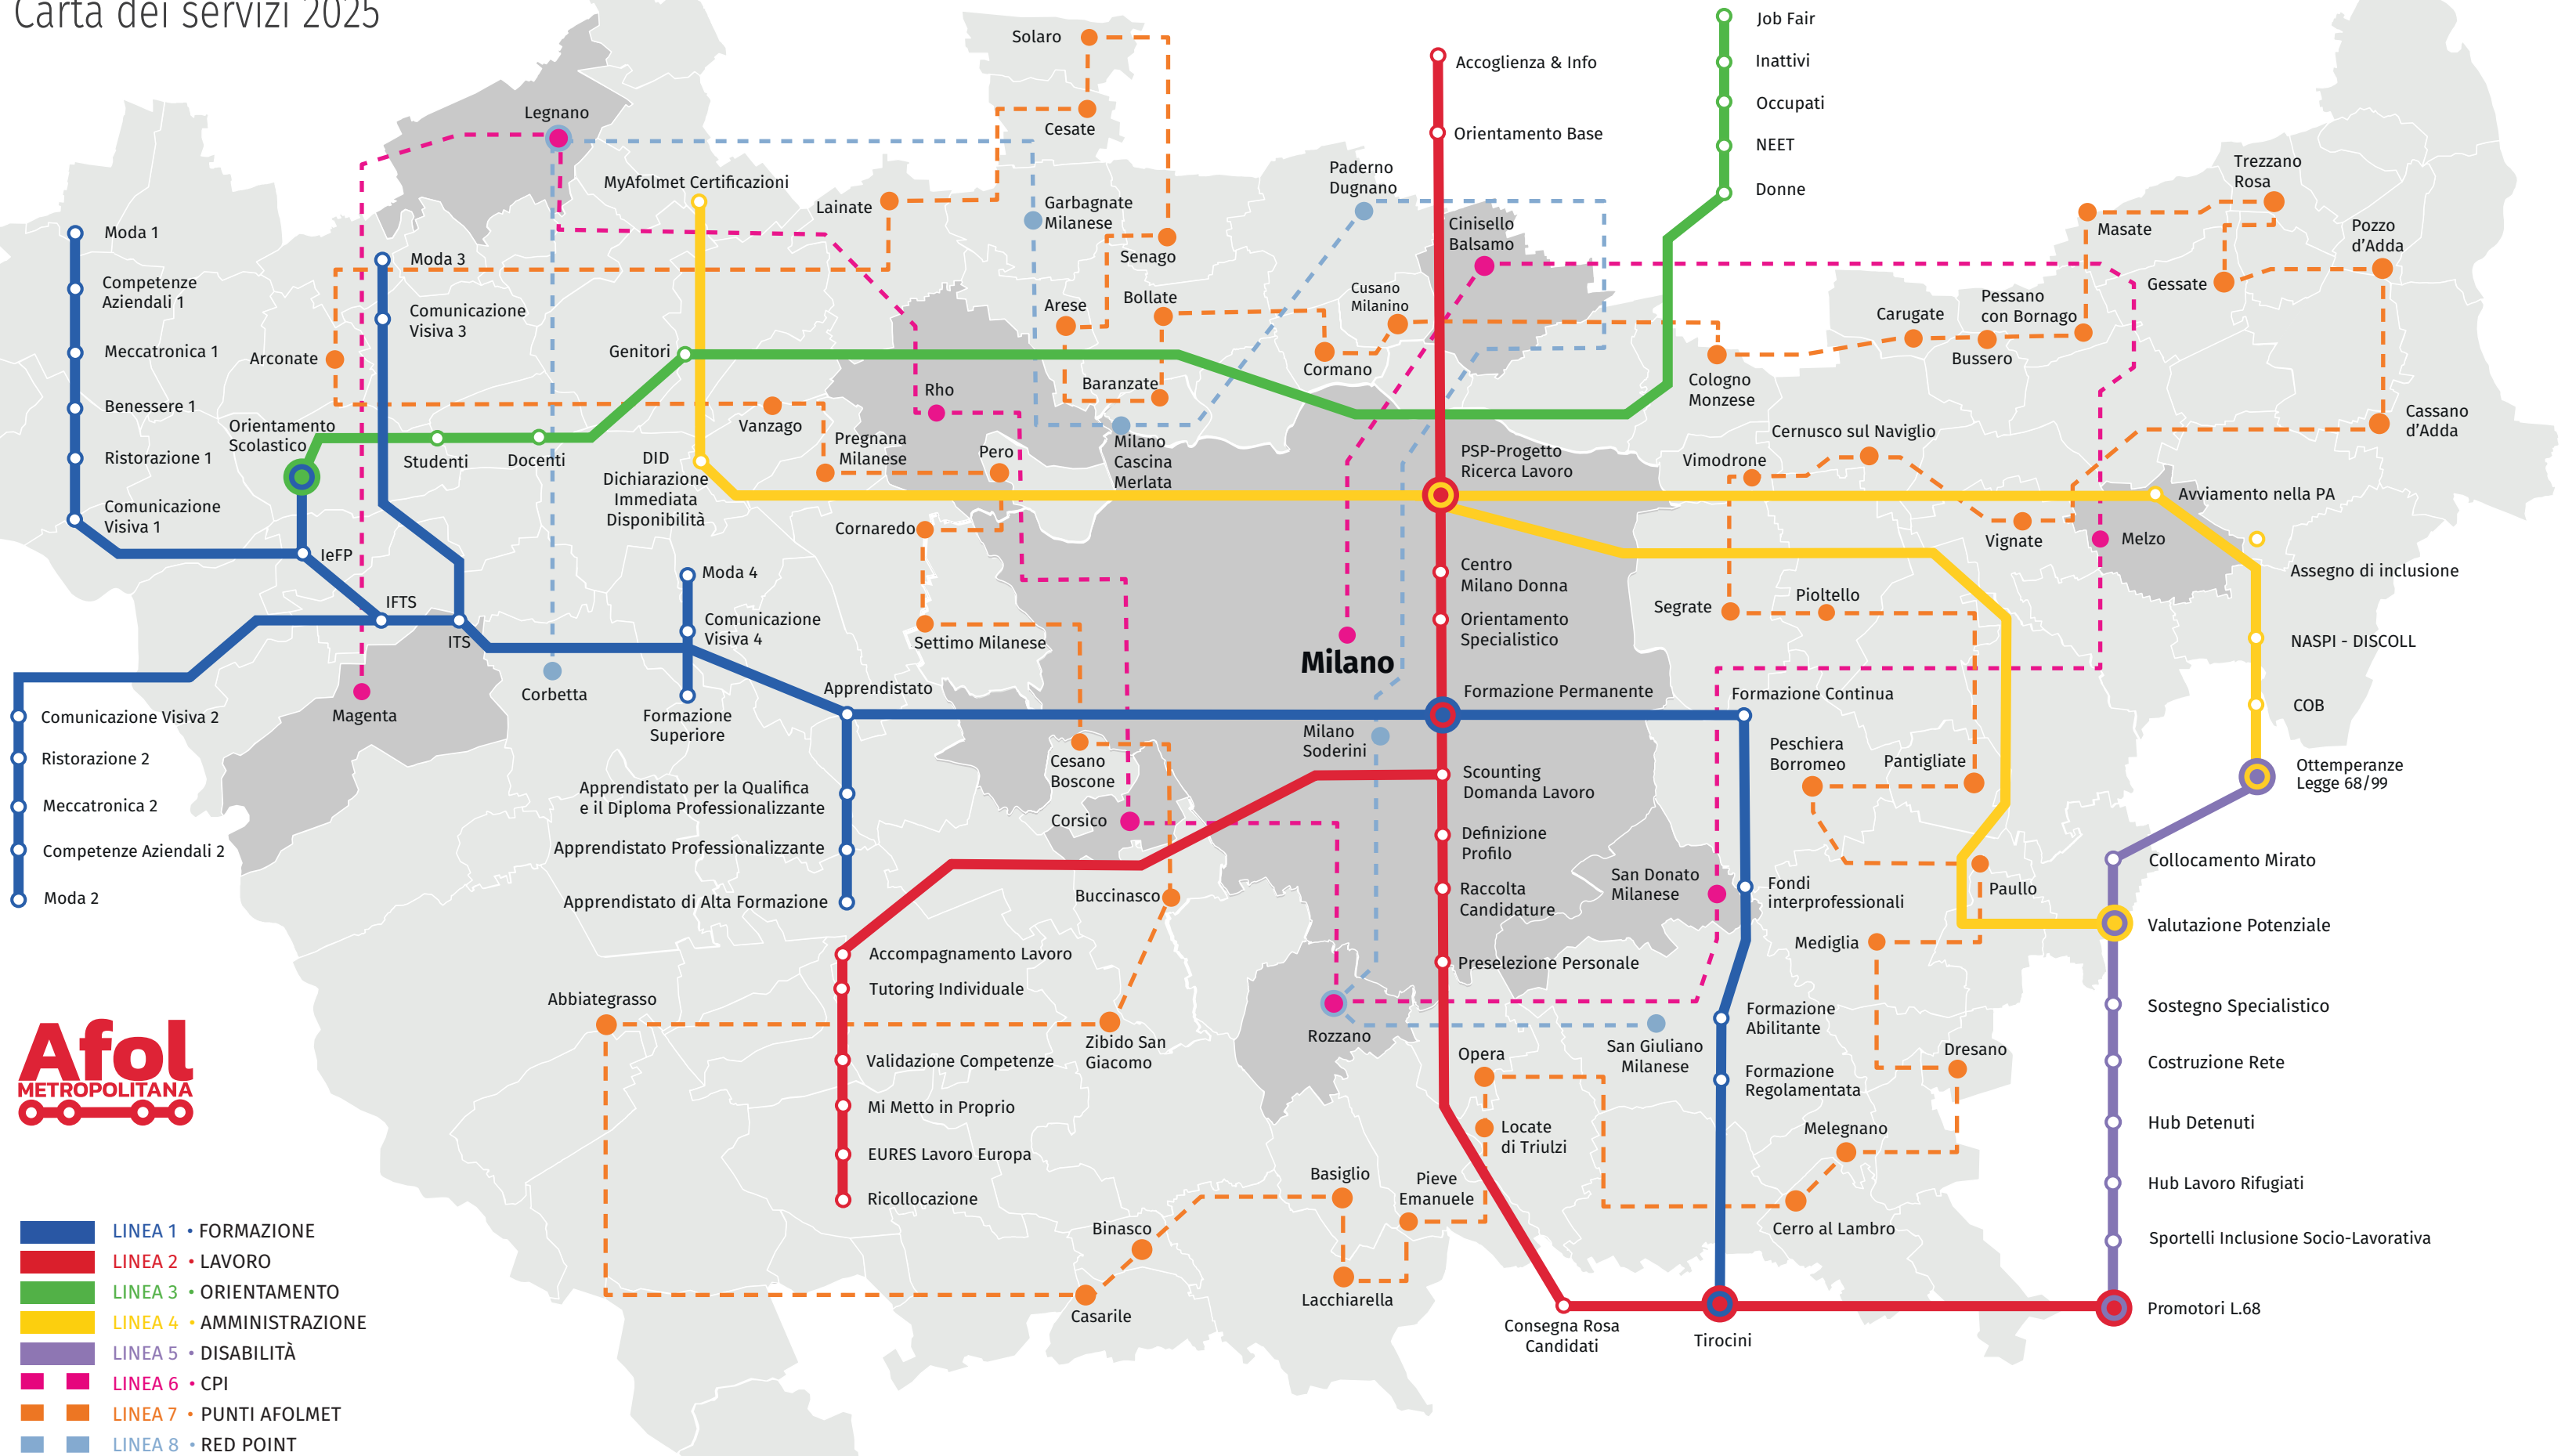 Carta dei servizi 2025
Solaro
Cesate
Legnano
MyAfolmet Certificazioni
Lainate
Garbagnate
Milanese
Senago
Arese
Bollate
Baranzate
Paderno
Dugnano
Cinisello
Balsamo
Cusano
Milanino
Cormano
Accoglienza & Info
Orientamento Base
Job Fair
Inattivi
Occupati
NEET
Donne
Trezzano
Rosa
Masate
Pozzo
d’Adda
Gessate
Pessano
con Bornago
Carugate
Bussero
Cologno
Monzese
Cassano
d’Adda
Cernusco sul Naviglio
Vimodrone
Vignate
Avviamento nella PA
Melzo
Assegno di inclusione
NASPI - DISCOLL
COB
Ottemperanze
Legge 68/99
Moda 1
Competenze
Aziendali 1
Meccatronica 1
Benessere 1
Ristorazione 1
Comunicazione
Visiva 1
Moda 3
Comunicazione
Visiva 3
Arconate
Orientamento
Scolastico
Studenti
Docenti
Genitori
DID
Dichiarazione
Immediata
Disponibilità
Vanzago
Pregnana
Milanese
Rho
Pero
Milano
Cascina
Merlata
Cornaredo
Settimo Milanese
IeFP
IFTS
ITS
Magenta
Corbetta
Moda 4
Comunicazione
Visiva 4
Formazione
Superiore
Apprendistato
Comunicazione Visiva 2
Ristorazione 2
Meccatronica 2
Competenze Aziendali 2
Moda 2
Apprendistato per la Qualifica
e il Diploma Professionalizzante
Apprendistato Professionalizzante
Apprendistato di Alta Formazione
PSP-Progetto
Ricerca Lavoro
Centro
Milano Donna
Orientamento
Specialistico
Milano
Formazione Permanente
Milano
Soderini
Scounting
Domanda Lavoro
Definizione
Profilo
Raccolta
Candidature
Preselezione Personale
Segrate
Pioltello
Formazione Continua
Peschiera
Borromeo
Pantigliate
San Donato
Milanese
Fondi
interprofessionali
Paullo
Mediglia
Formazione
Abilitante
Formazione
Regolamentata
Dresano
Melegnano
Cerro al Lambro
Cesano
Boscone
Corsico
Buccinasco
Zibido San
Giacomo
Abbiategrasso
Rozzano
San Giuliano
Milanese
Opera
Locate
di Triulzi
Pieve
Emanuele
Basiglio
Lacchiarella
Binasco
Casarile
Accompagnamento Lavoro
Tutoring Individuale
Validazione Competenze
Mi Metto in Proprio
EURES Lavoro Europa
Ricollocazione
Consegna Rosa
Candidati
Tirocini
Collocamento Mirato
Valutazione Potenziale
Sostegno Specialistico
Costruzione Rete
Hub Detenuti
Hub Lavoro Rifugiati
Sportelli Inclusione Socio-Lavorativa
Promotori L.68
Afol
METROPOLITANA
LINEA 1 • FORMAZIONE
LINEA 2 • LAVORO
LINEA 3 • ORIENTAMENTO
LINEA 4 • AMMINISTRAZIONE
LINEA 5 • DISABILITÀ
LINEA 6 • CPI
LINEA 7 • PUNTI AFOLMET
LINEA 8 • RED POINT